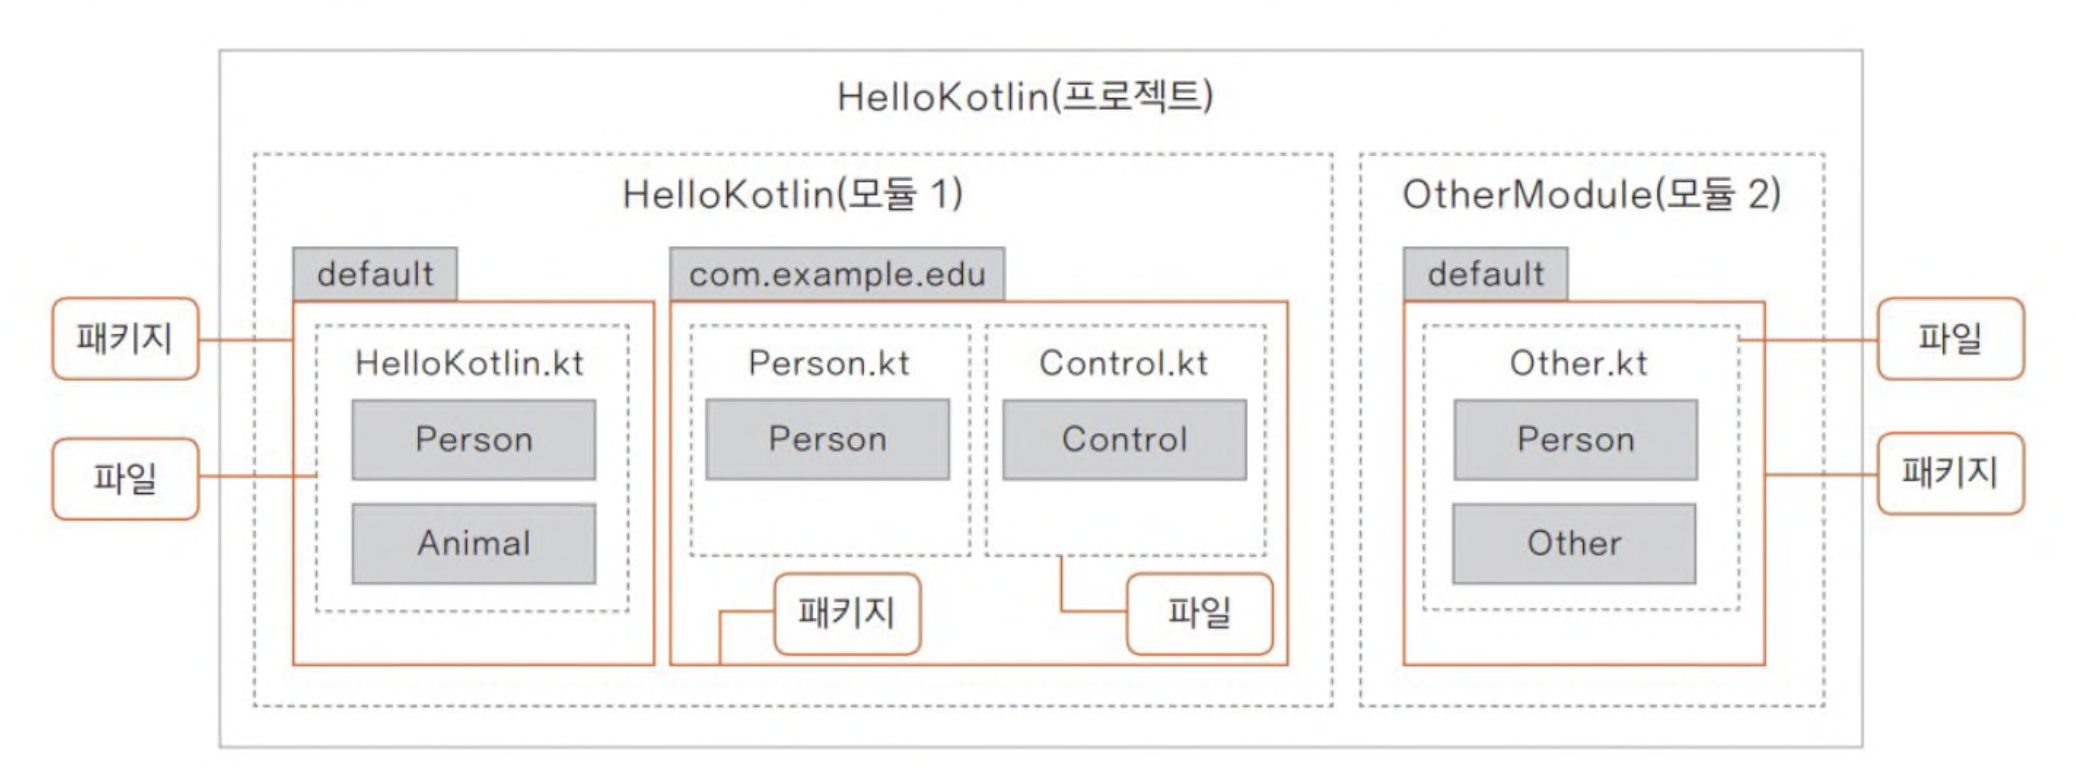 HelloKotlin(프로젝트)
HelloKotlin(모듈 1)
OtherModule(모듈 2)
default
com.example.edu
default
패키지
파일
HelloKotlin.kt
Person
Animal
Person.kt
Person
Control.kt
Control
패키지
파일
Other.kt
Person
Other
파일
패키지